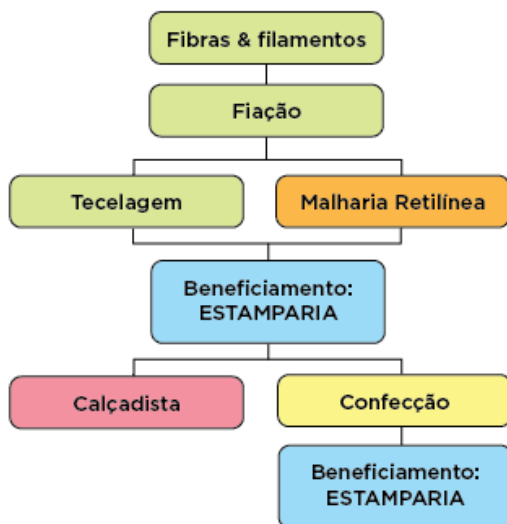 Fibras & filamentos
Fiação
Tecelagem
Malharia Retilínea
Beneficiamento:
ESTAMPARIA
Calçadista
Confecção
Beneficiamento:
ESTAMPARIA